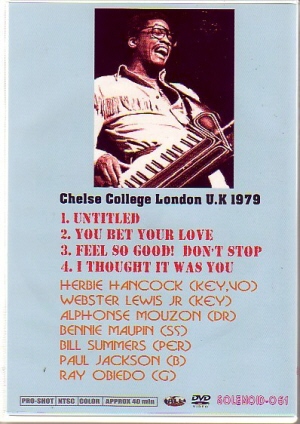 Chelse College London U.K 1979
1. UNTITLED
2. YOU BET YOUR LOVE
3. FEEL SO GOOD! DON'T STOP
4. I THOUGHT IT WAS YOU
HERBIE HANCOCK (KEY,VO)
WEBSTER LEWIS JR (KEY)
ALPHONSE MOUZON (DR)
BENNIE MAUPIN (SS)
BILL SUMMERS (PER)
PAUL JACKSON (B)
RAY OBIEDO (G)
PRO-SHOT NTSC COLOR APPROX 40 min
ALL DVD VIDEO SOLENOID-051